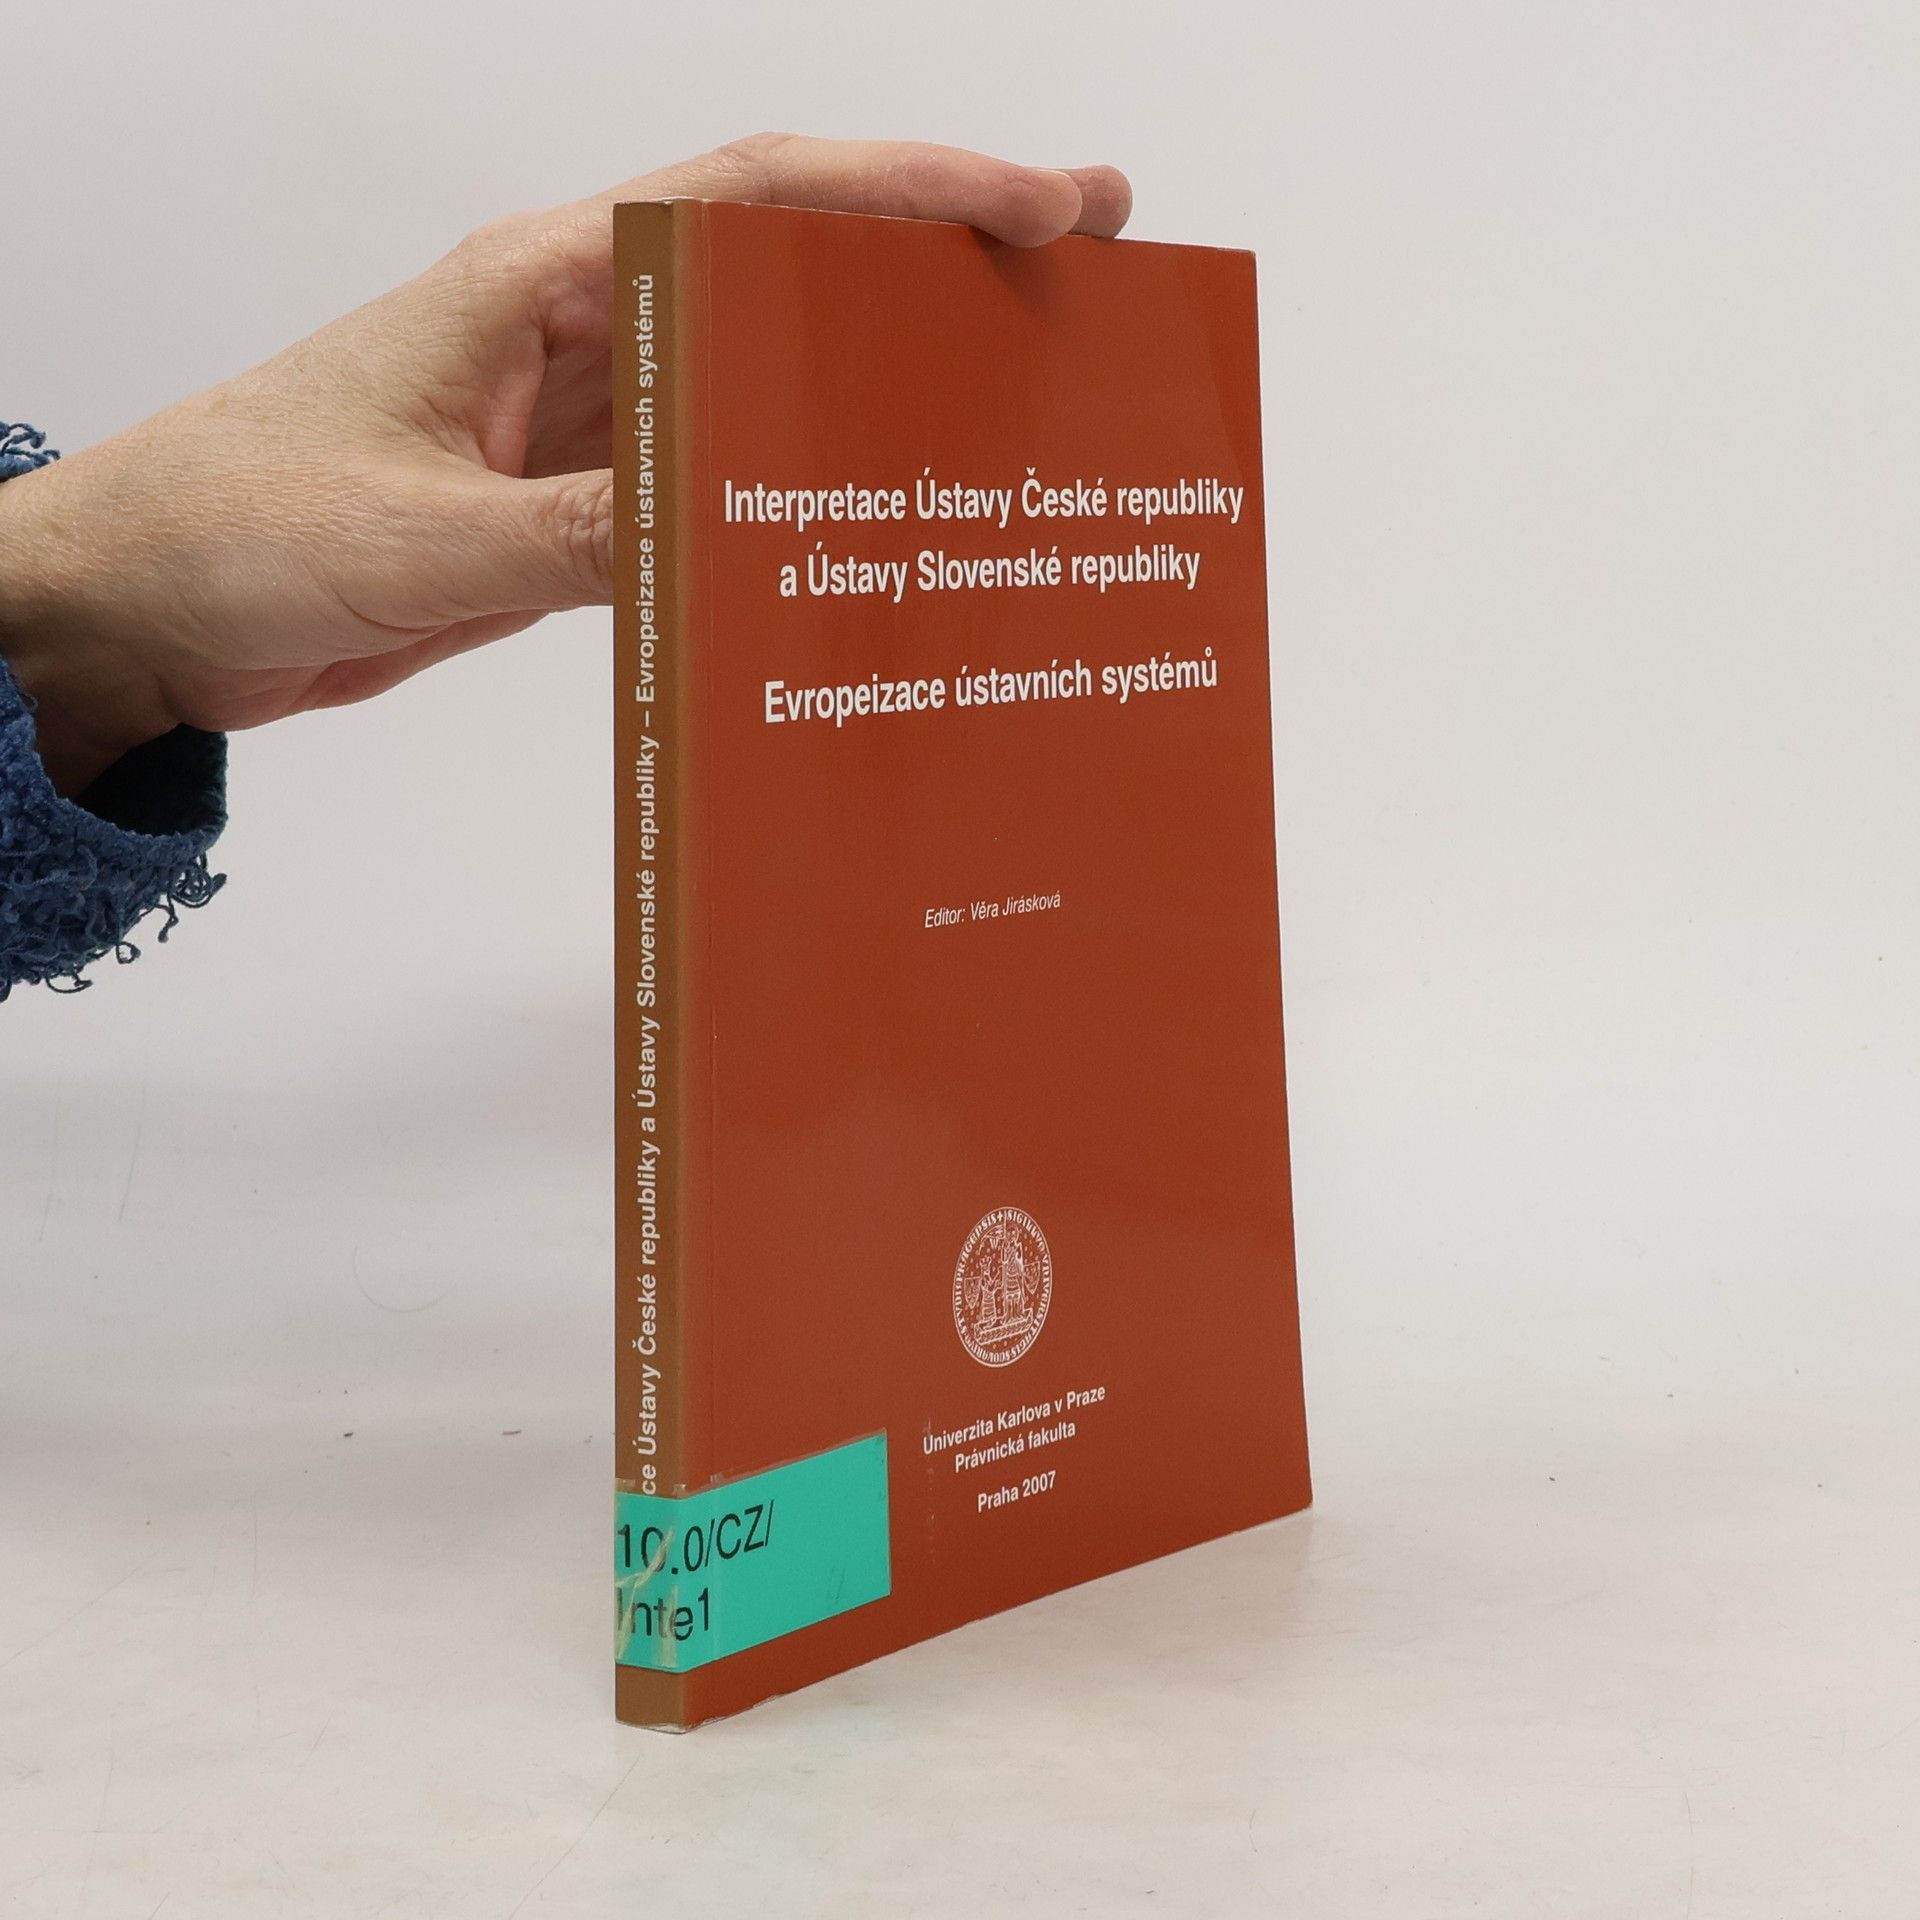 Interpretace Ústavy České republiky
a Ústavy Slovenské republiky
Evropeizace ústavních systémů
Editor: Věra Jirásková
Univerzita Karlova v Praze
Právnická fakulta
Praha 2007
Ústavy České republiky a Ústavy Slovenské republiky – Evropeizace ústavních systémů
10.0/CZ/
Inte1